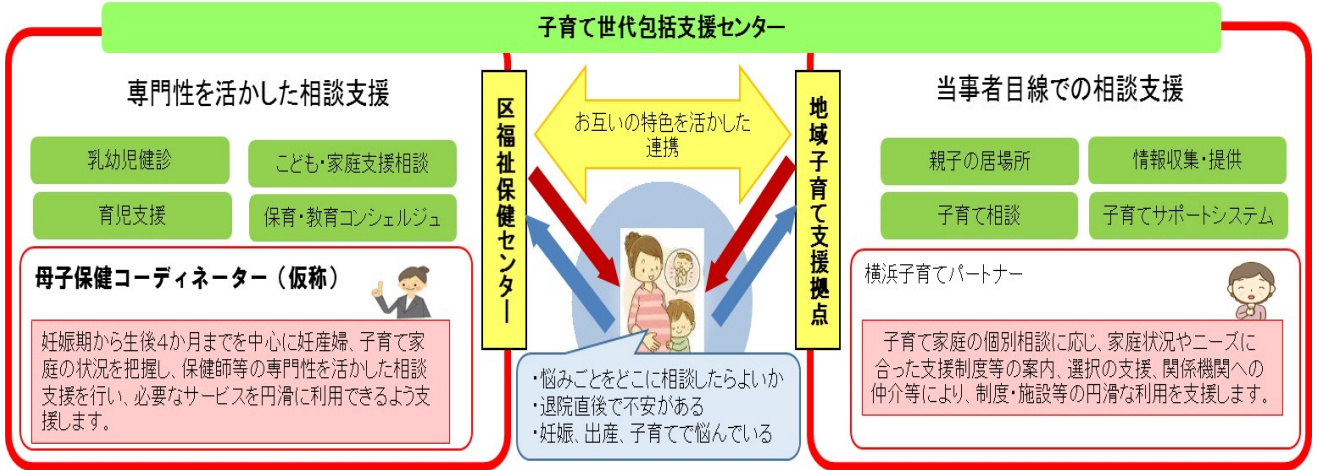 子育て世代包括支援センター
専門性を活かした相談支援
乳幼児健診
こども・家庭支援相談
育児支援
保育・教育コンシェルジュ
母子保健コーディネーター（仮称）
妊娠期から生後4か月までを中心に妊産婦、子育て家
庭の状況を把握し、保健師等の専門性を活かした相談
支援を行い、必要なサービスを円滑に利用できるよう支
援します。
区福祉保健センター
お互いの特色を活かした
連携
地域子育て支援拠点
・悩みごとをどこに相談したらよいか
・退院直後で不安がある
・妊娠、出産、子育てで悩んでいる
当事者目線での相談支援
親子の居場所
情報収集・提供
子育て相談
子育てサポートシステム
横浜子育てパートナー
子育て家庭の個別相談に応じ、家庭状況やニーズに
合った支援制度等の案内、選択の支援、関係機関への
仲介等により、制度・施設等の円滑な利用を支援します。